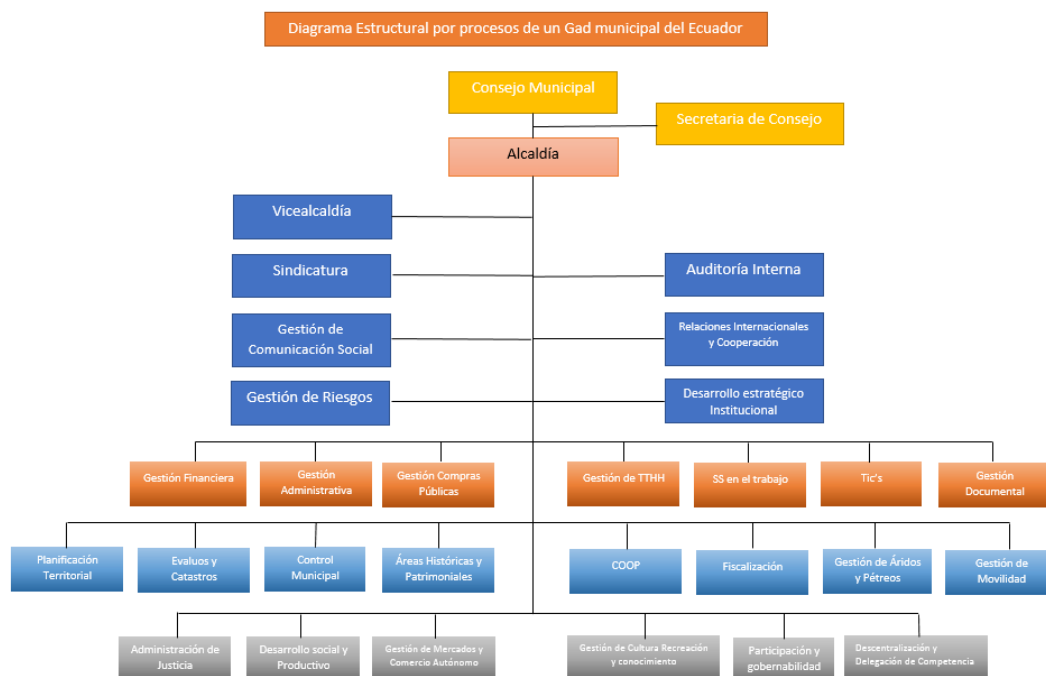 Diagrama Estructural por procesos de un Gad municipal del Ecuador
Consejo Municipal
Secretaria de Consejo
Alcaldía
Vicealcaldía
Sindicatura
Auditoría Interna
Gestión de
Comunicación Social
Relaciones Internacionales
y Cooperación
Gestión de Riesgos
Desarrollo estratégico
Institucional
Gestión Financiera
Gestión
Administrativa
Gestión Compras
Públicas
Gestión de TTHH
SS en el trabajo
Tic's
Gestión
Documental
Planificación
Territorial
Evaluos y
Catastros
Control
Municipal
Áreas Históricas y
Patrimoniales
COOP
Fiscalización
Gestión de Áridos
y Pétreos
Gestión de
Movilidad
Administración de
Justicia
Desarrollo social y
Productivo
Gestión de Mercados y
Comercio Autónomo
Gestión de Cultura Recreación
y conocimiento
Participación y
gobernabilidad
Descentralización y
Delegación de Competencia